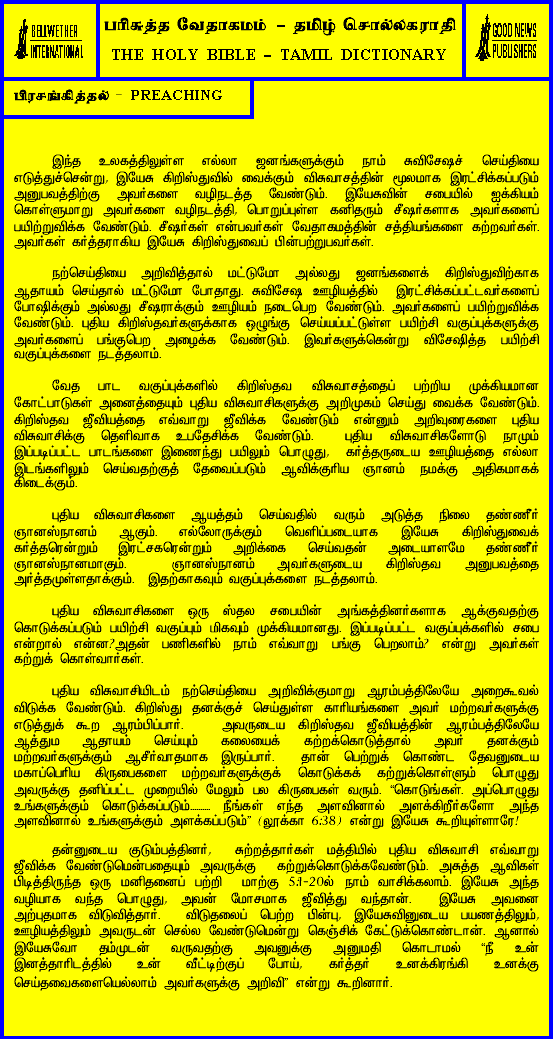 BELLWETHER
INTERNATIONAL
பரிசுத்த வேதாகமம் – தமிழ் சொல்லகராதி
THE HOLY BIBLE – TAMIL DICTIONARY
GOOD NEWS
PUBLISHERS
பிரசங்கித்தல் – PREACHING
இந்த உலகத்திலுள்ள எல்லா ஜனங்களுக்கும் நாம் சுவிசேஷச் செய்தியை
எடுத்துச்சென்று, இயேசு கிறிஸ்துவில் வைக்கும் விசுவாசத்தின் மூலமாக இரட்சிக்கப்படும்
அனுபவத்திற்கு அவர்களை வழிநடத்த வேண்டும். இயேசுவின் சபையில் ஐக்கியம்
கொள்ளுமாறு அவர்களை வழிநடத்தி, பொறுப்புள்ள கனிதரும் சீஷர்களாக அவர்களைப்
பயிற்றுவிக்க வேண்டும். சீஷர்கள் என்பவர்கள் வேதாகமத்தின் சத்தியங்களை கற்றவர்கள்.
அவர்கள் கர்த்தராகிய இயேசு கிறிஸ்துவைப் பின்பற்றுபவர்கள்.
நற்செய்தியை அறிவித்தால் மட்டுமோ அல்லது ஜனங்களைக் கிறிஸ்துவிற்காக
ஆதாயம் செய்தால் மட்டுமோ போதாது. சுவிசேஷ ஊழியத்தில் இரட்சிக்கப்பட்டவர்களைப்
போஷிக்கும் அல்லது சீஷராக்கும் ஊழியம் நடைபெற வேண்டும். அவர்களைப் பயிற்றுவிக்க
வேண்டும். புதிய கிறிஸ்தவர்களுக்காக ஒழுங்கு செய்யப்பட்டுள்ள பயிற்சி வகுப்புக்களுக்கு
அவர்களைப் பங்குபெற அழைக்க வேண்டும். இவர்களுக்கென்று விசேஷித்த பயிற்சி
வகுப்புக்களை நடத்தலாம்.
வேத பாட வகுப்புக்களில் கிறிஸ்தவ விசுவாசத்தைப் பற்றிய முக்கியமான
கோட்பாடுகள் அனைத்தையும் புதிய விசுவாசிகளுக்கு அறிமுகம் செய்து வைக்க வேண்டும்.
கிறிஸ்தவ ஜீவியத்தை எவ்வாறு ஜீவிக்க வேண்டும் என்னும் அறிவுரைகளை புதிய
விசுவாசிக்கு தெளிவாக உபதேசிக்க வேண்டும். புதிய விசுவாசிகளோடு நாமும்
இப்படிப்பட்ட பாடங்களை இணைந்து பயிலும் பொழுது, கர்த்தருடைய ஊழியத்தை எல்லா
இடங்களிலும் செய்வதற்குத் தேவைப்படும் ஆவிக்குரிய ஞானம் நமக்கு அதிகமாகக்
கிடைக்கும்.
புதிய விசுவாசிகளை ஆயத்தம் செய்வதில் வரும் அடுத்த நிலை தண்ணீர்
ஞானஸ்நானம் ஆகும். எல்லோருக்கும் வெளிப்படையாக இயேசு கிறிஸ்துவைக்
கர்த்தரென்றும் இரட்சகரென்றும் அறிக்கை செய்வதன் அடையாளமே தண்ணீர்
ஞானஸ்நானமாகும். ஞானஸ்நானம் அவர்களுடைய கிறிஸ்தவ அனுபவத்தை
அர்த்தமுள்ளதாக்கும். இதற்காகவும் வகுப்புக்களை நடத்தலாம்.
புதிய விசுவாசிகளை ஒரு ஸ்தல சபையின் அங்கத்தினர்களாக ஆக்குவதற்கு
கொடுக்கப்படும் பயிற்சி வகுப்பும் மிகவும் முக்கியமானது. இப்படிப்பட்ட வகுப்புக்களில் சபை
என்றால் என்ன?அதன் பணிகளில் நாம் எவ்வாறு பங்கு பெறலாம்? என்று அவர்கள்
கற்றுக் கொள்வார்கள்.
புதிய விசுவாசியிடம் நற்செய்தியை அறிவிக்குமாறு ஆரம்பத்திலேயே அறைகூவல்
விடுக்க வேண்டும். கிறிஸ்து தனக்குச் செய்துள்ள காரியங்களை அவர் மற்றவர்களுக்கு
எடுத்துக் கூற ஆரம்பிப்பார். அவருடைய கிறிஸ்தவ ஜீவியத்தின் ஆரம்பத்திலேயே
ஆத்தும ஆதாயம் செய்யும் கலையைக் கற்றக்கொடுத்தால் அவர் தனக்கும்
மற்றவர்களுக்கும் ஆசீர்வாதமாக இருப்பார். தான் பெற்றுக் கொண்ட தேவனுடைய
மகாப்பெரிய கிருபைகளை மற்றவர்களுக்குக் கொடுக்கக் கற்றுக்கொள்ளும் பொழுது
அவருக்கு தனிப்பட்ட முறையில் மேலும் பல கிருபைகள் வரும். “கொடுங்கள். அப்பொழுது
உங்களுக்கும் கொடுக்கப்படும்......... நீங்கள் எந்த அளவினால் அளக்கிறீர்களோ அந்த
அளவினால் உங்களுக்கும் அளக்கப்படும்” (லூக்கா 6:38) என்று இயேசு கூறியுள்ளாரே!
தன்னுடைய குடும்பத்தினர், சுற்றத்தார்கள் மத்தியில் புதிய விசுவாசி எவ்வாறு
ஜீவிக்க வேண்டுமென்பதையும் அவருக்கு கற்றுக்கொடுக்கவேண்டும். அசுத்த ஆவிகள்
பிடித்திருந்த ஒரு மனிதனைப் பற்றி மாற்கு 5:1-20ல் நாம் வாசிக்கலாம். இயேசு அந்த
வழியாக வந்த பொழுது, அவன் மோசமாக ஜீவித்து வந்தான். இயேசு அவனை
அற்புதமாக விடுவித்தார். விடுதலைப் பெற்ற பின்பு, இயேசுவினுடைய பயணத்திலும்,
ஊழியத்திலும் அவருடன் செல்ல வேண்டுமென்று கெஞ்சிக் கேட்டுக்கொண்டான். ஆனால்
இயேசுவோ தம்முடன் வருவதற்கு அவனுக்கு அனுமதி கொடாமல் “நீ உன்
இனத்தாரிடத்தில் உன் வீட்டிற்குப் போய், கர்த்தர் உனக்கிரங்கி உனக்கு
செய்தவைகளையெல்லாம் அவர்களுக்கு அறிவி” என்று கூறினார்.